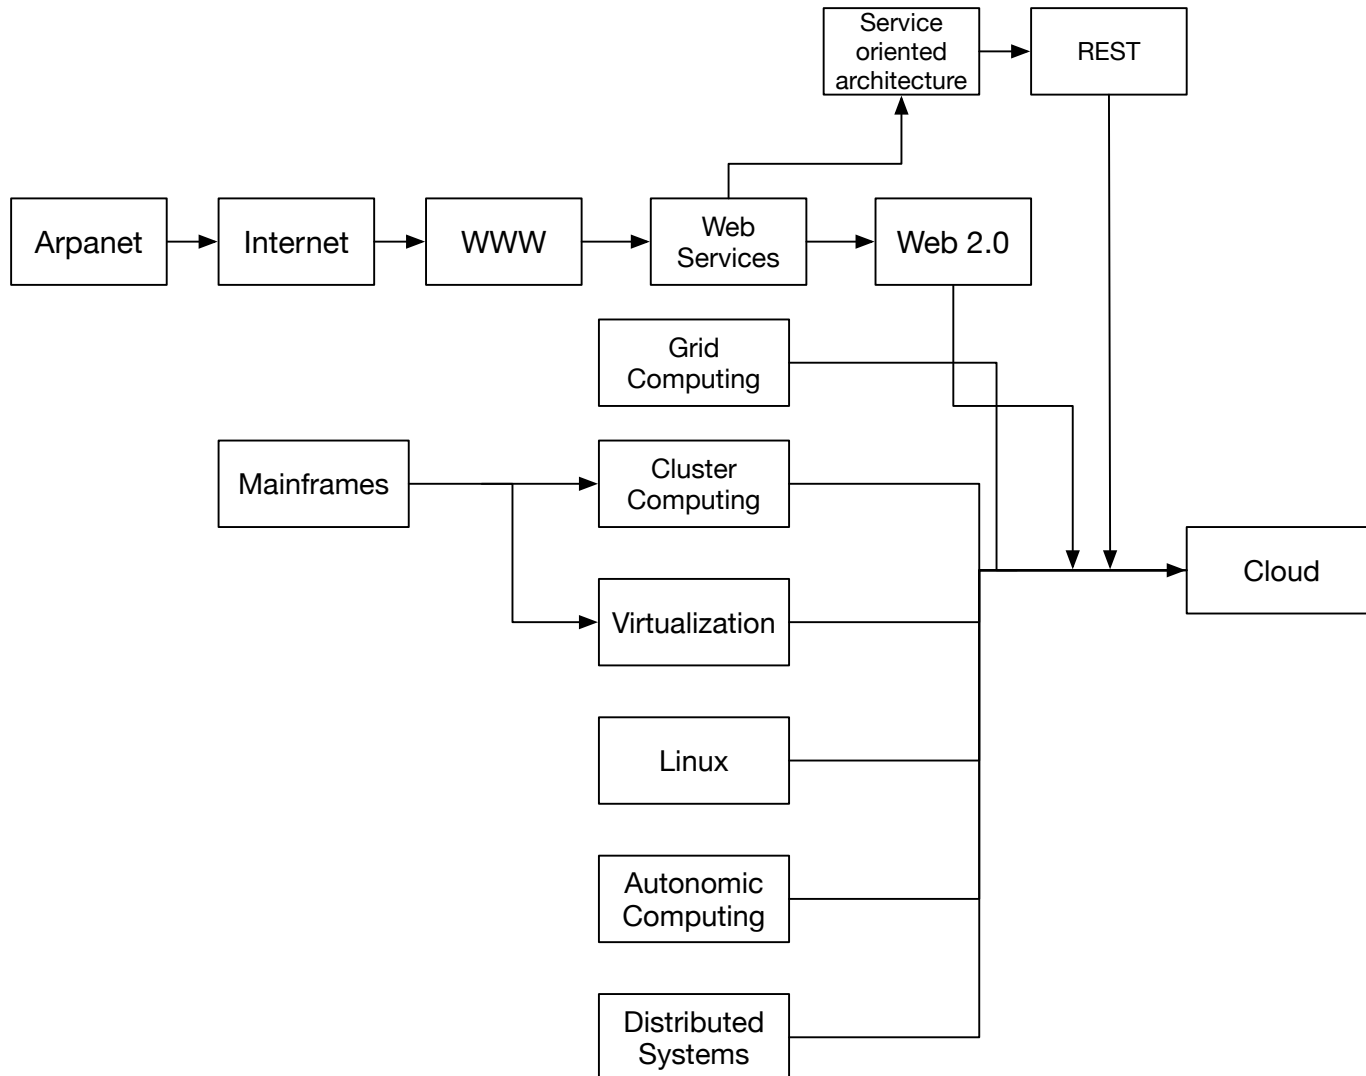 Service
oriented
architecture
REST
Arpanet
Internet
WWW
Web
Services
Web 2.0
Grid
Computing
Mainframes
Cluster
Computing
Cloud
Virtualization
Linux
Autonomic
Computing
Distributed
Systems